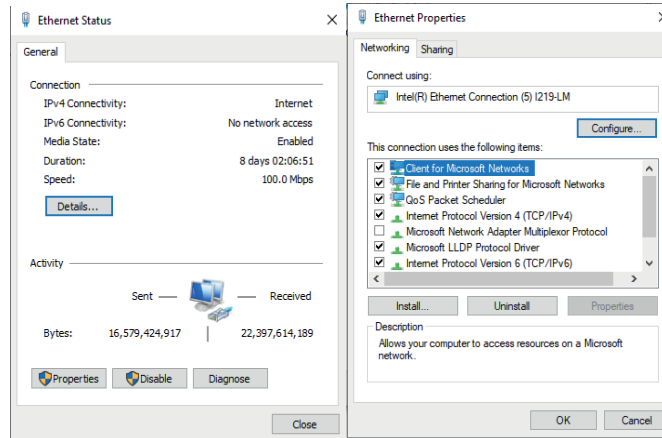 Ethernet Status
General
Connection
IPv4 Connectivity: Internet
IPv6 Connectivity: No network access
Media State: Enabled
Duration: 8 days 02:06:51
Speed: 100.0 Mbps
Details...
Activity
Sent — — Received
Bytes: 16,579,424,917 | 22,397,614,189
Properties Disable Diagnose
Close
Ethernet Properties
Networking Sharing
Connect using:
Intel(R) Ethernet Connection (5) I219-LM
Configure...
This connection uses the following items:
Client for Microsoft Networks
File and Printer Sharing for Microsoft Networks
QoS Packet Scheduler
Internet Protocol Version 4 (TCP/IPv4)
Microsoft Network Adapter Multiplexor Protocol
Microsoft LLDP Protocol Driver
Internet Protocol Version 6 (TCP/IPv6)
Install... Uninstall Properties
Description
Allows your computer to access resources on a Microsoft
network.
OK Cancel